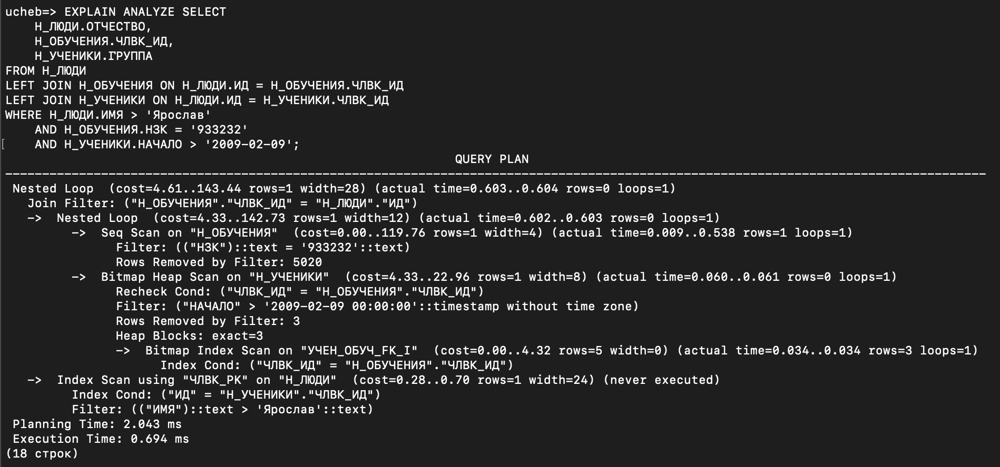 ucheb=> EXPLAIN ANALYZE SELECT
    Н_ЛЮДИ.ОТЧЕСТВО,
    Н_ОБУЧЕНИЯ.ЧЛВК_ИД,
    Н_УЧЕНИКИ.ГРУППА
FROM Н_ЛЮДИ
LEFT JOIN Н_ОБУЧЕНИЯ ON Н_ЛЮДИ.ИД = Н_ОБУЧЕНИЯ.ЧЛВК_ИД
LEFT JOIN Н_УЧЕНИКИ ON Н_ЛЮДИ.ИД = Н_УЧЕНИКИ.ЧЛВК_ИД
WHERE Н_ЛЮДИ.ИМЯ > 'Ярослав'
    AND Н_ОБУЧЕНИЯ.НЗК = '933232'
[    AND Н_УЧЕНИКИ.НАЧАЛО > '2009-02-09';
QUERY PLAN
-------------------------------------------------------------------------------------------------------------------------------------
 Nested Loop  (cost=4.61..143.44 rows=1 width=28) (actual time=0.603..0.604 rows=0 loops=1)
   Join Filter: ("Н_ОБУЧЕНИЯ"."ЧЛВК_ИД" = "Н_ЛЮДИ"."ИД")
   ->  Nested Loop  (cost=4.33..142.73 rows=1 width=12) (actual time=0.602..0.603 rows=0 loops=1)
         ->  Seq Scan on "Н_ОБУЧЕНИЯ"  (cost=0.00..119.76 rows=1 width=4) (actual time=0.009..0.538 rows=1 loops=1)
               Filter: (("НЗК")::text = '933232'::text)
               Rows Removed by Filter: 5020
         ->  Bitmap Heap Scan on "Н_УЧЕНИКИ"  (cost=4.33..22.96 rows=1 width=8) (actual time=0.060..0.061 rows=0 loops=1)
               Recheck Cond: ("ЧЛВК_ИД" = "Н_ОБУЧЕНИЯ"."ЧЛВК_ИД")
               Filter: ("НАЧАЛО" > '2009-02-09 00:00:00'::timestamp without time zone)
               Rows Removed by Filter: 3
               Heap Blocks: exact=3
               ->  Bitmap Index Scan on "УЧЕН_ОБУЧ_FK_I"  (cost=0.00..4.32 rows=5 width=0) (actual time=0.034..0.034 rows=3 loops=1)
                     Index Cond: ("ЧЛВК_ИД" = "Н_ОБУЧЕНИЯ"."ЧЛВК_ИД")
   ->  Index Scan using "ЧЛВК_PK" on "Н_ЛЮДИ"  (cost=0.28..0.70 rows=1 width=24) (never executed)
         Index Cond: ("ИД" = "Н_УЧЕНИКИ"."ЧЛВК_ИД")
         Filter: (("ИМЯ")::text > 'Ярослав'::text)
 Planning Time: 2.043 ms
 Execution Time: 0.694 ms
(18 строк)